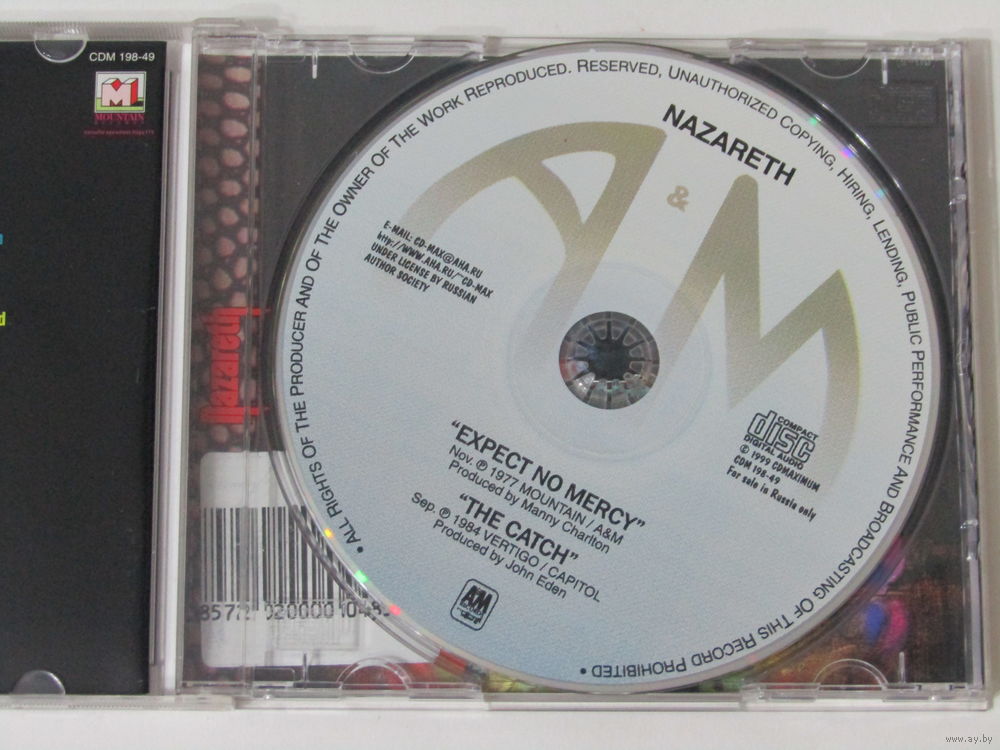 CDM 198-49
MOUNTAIN
RECORDS
Nazareth
d
• ALL RIGHTS OF THE PRODUCER AND OF THE OWNER OF THE WORK REPRODUCED. RESERVED, UNAUTHORIZED COPYING, HIRING, LENDING, PUBLIC PERFORMANCE AND BROADCASTING OF THIS RECORD PROHIBITED •
NAZARETH
A&M
E-MAIL: CD-MAX@AHA.RU
http://WWW.AHA.RU/~CD-MAX
UNDER LICENSE BY RUSSIAN
AUTHOR SOCIETY
COMPACT
disc
DIGITAL AUDIO
© 1999 CDMAXIMUM
CDM 198-49
For sale in Russia only
“EXPECT NO MERCY”
Nov. ℗ 1977 MOUNTAIN / A&M
Produced by Manny Charlton
“THE CATCH”
Sep. ℗ 1984 VERTIGO / CAPITOL
Produced by John Eden
AM
www.ay.by